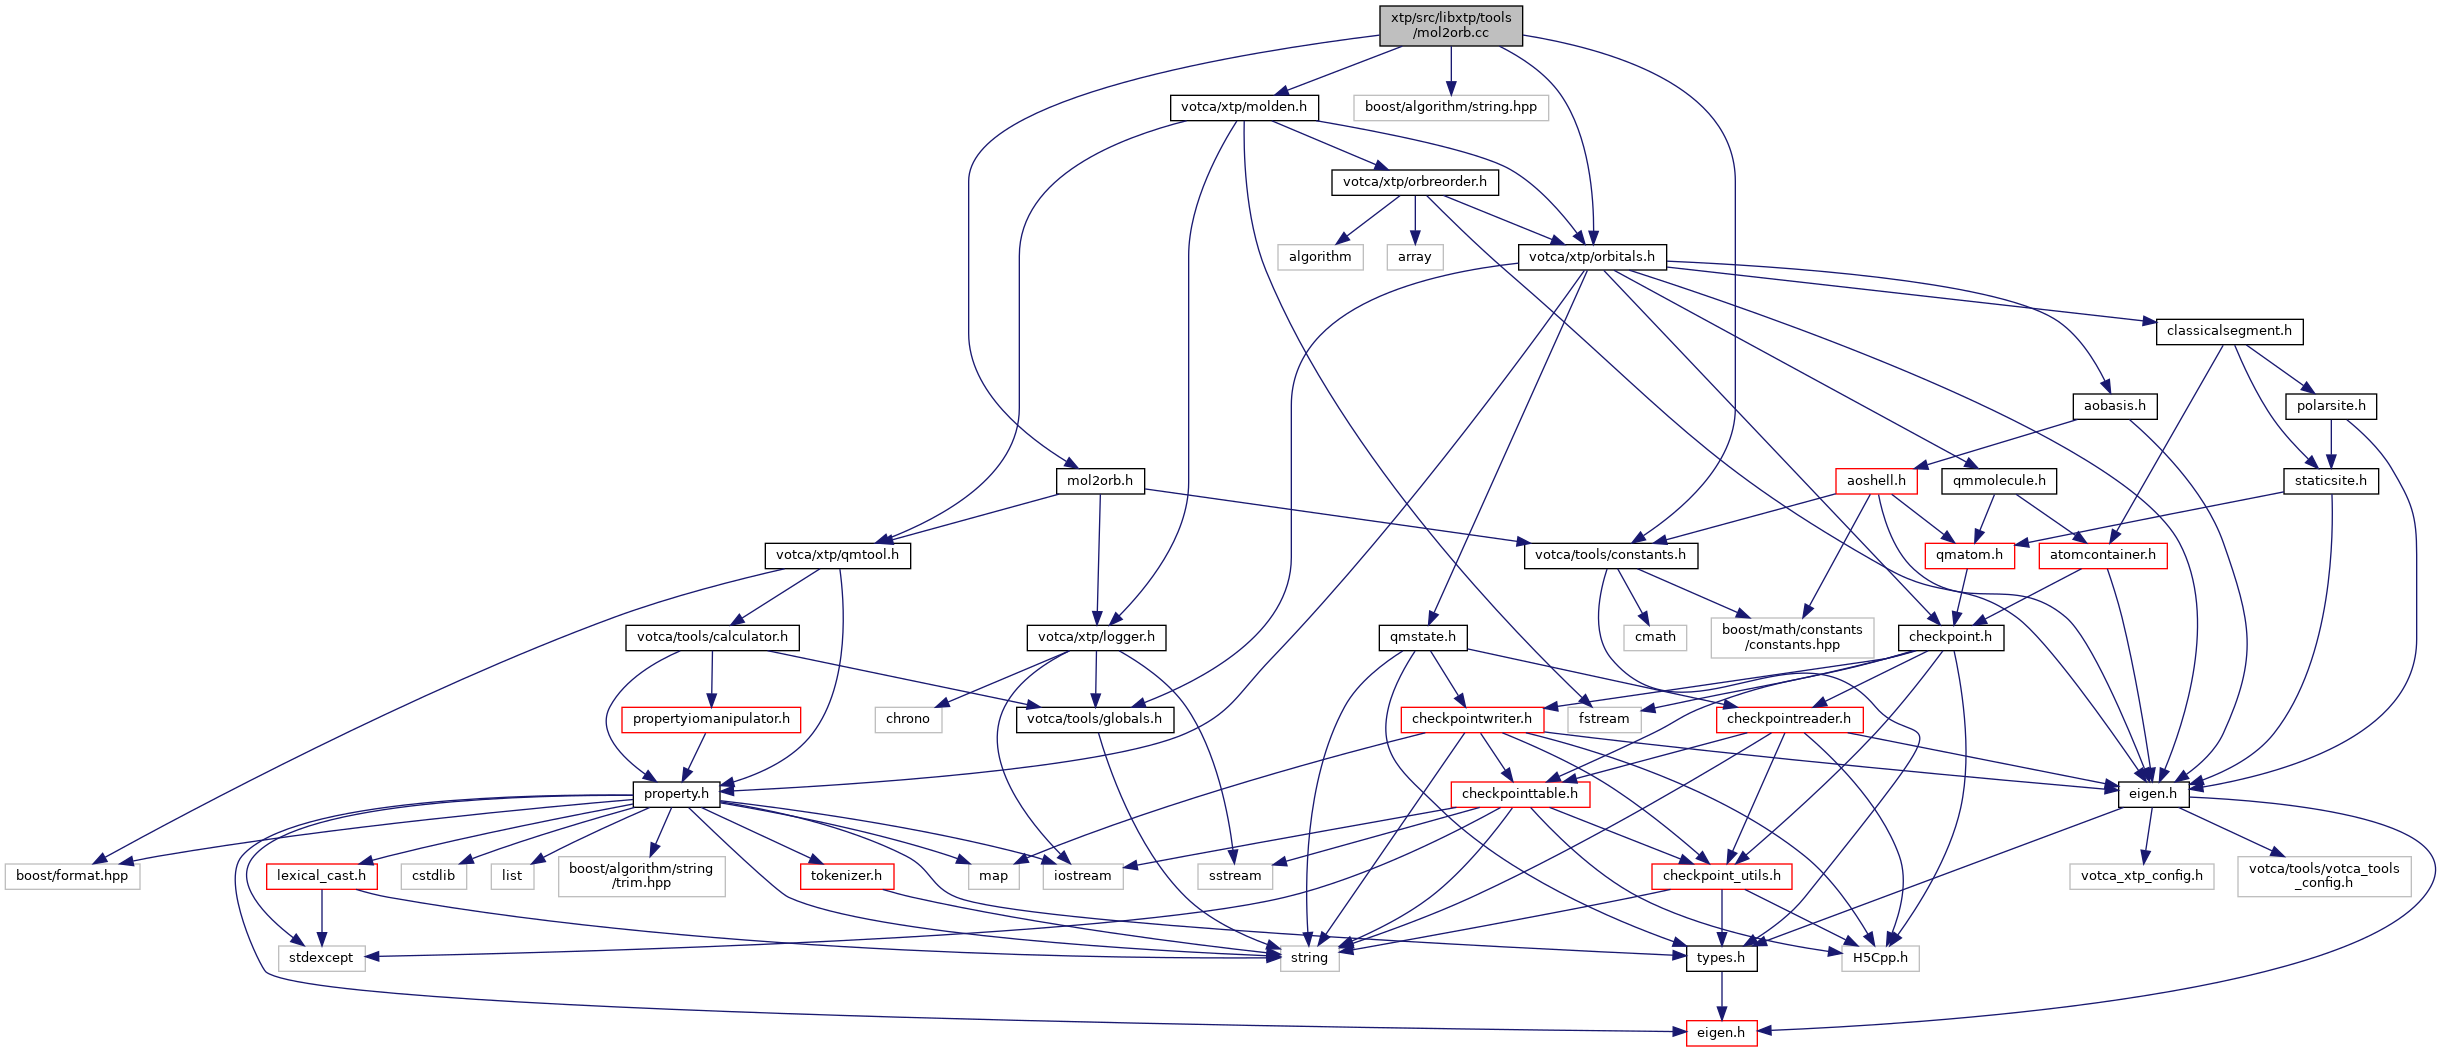 xtp/src/libxtp/tools
/mol2orb.cc
votca/xtp/molden.h
boost/algorithm/string.hpp
votca/xtp/orbreorder.h
algorithm
array
votca/xtp/orbitals.h
classicalsegment.h
aobasis.h
polarsite.h
mol2orb.h
aoshell.h
qmmolecule.h
staticsite.h
votca/xtp/qmtool.h
votca/tools/constants.h
qmatom.h
atomcontainer.h
votca/tools/calculator.h
votca/xtp/logger.h
qmstate.h
cmath
boost/math/constants
/constants.hpp
checkpoint.h
propertyiomanipulator.h
chrono
votca/tools/globals.h
checkpointwriter.h
fstream
checkpointreader.h
property.h
checkpointtable.h
eigen.h
boost/format.hpp
lexical_cast.h
cstdlib
list
boost/algorithm/string
/trim.hpp
tokenizer.h
map
iostream
sstream
checkpoint_utils.h
votca_xtp_config.h
votca/tools/votca_tools
_config.h
stdexcept
string
types.h
H5Cpp.h
eigen.h